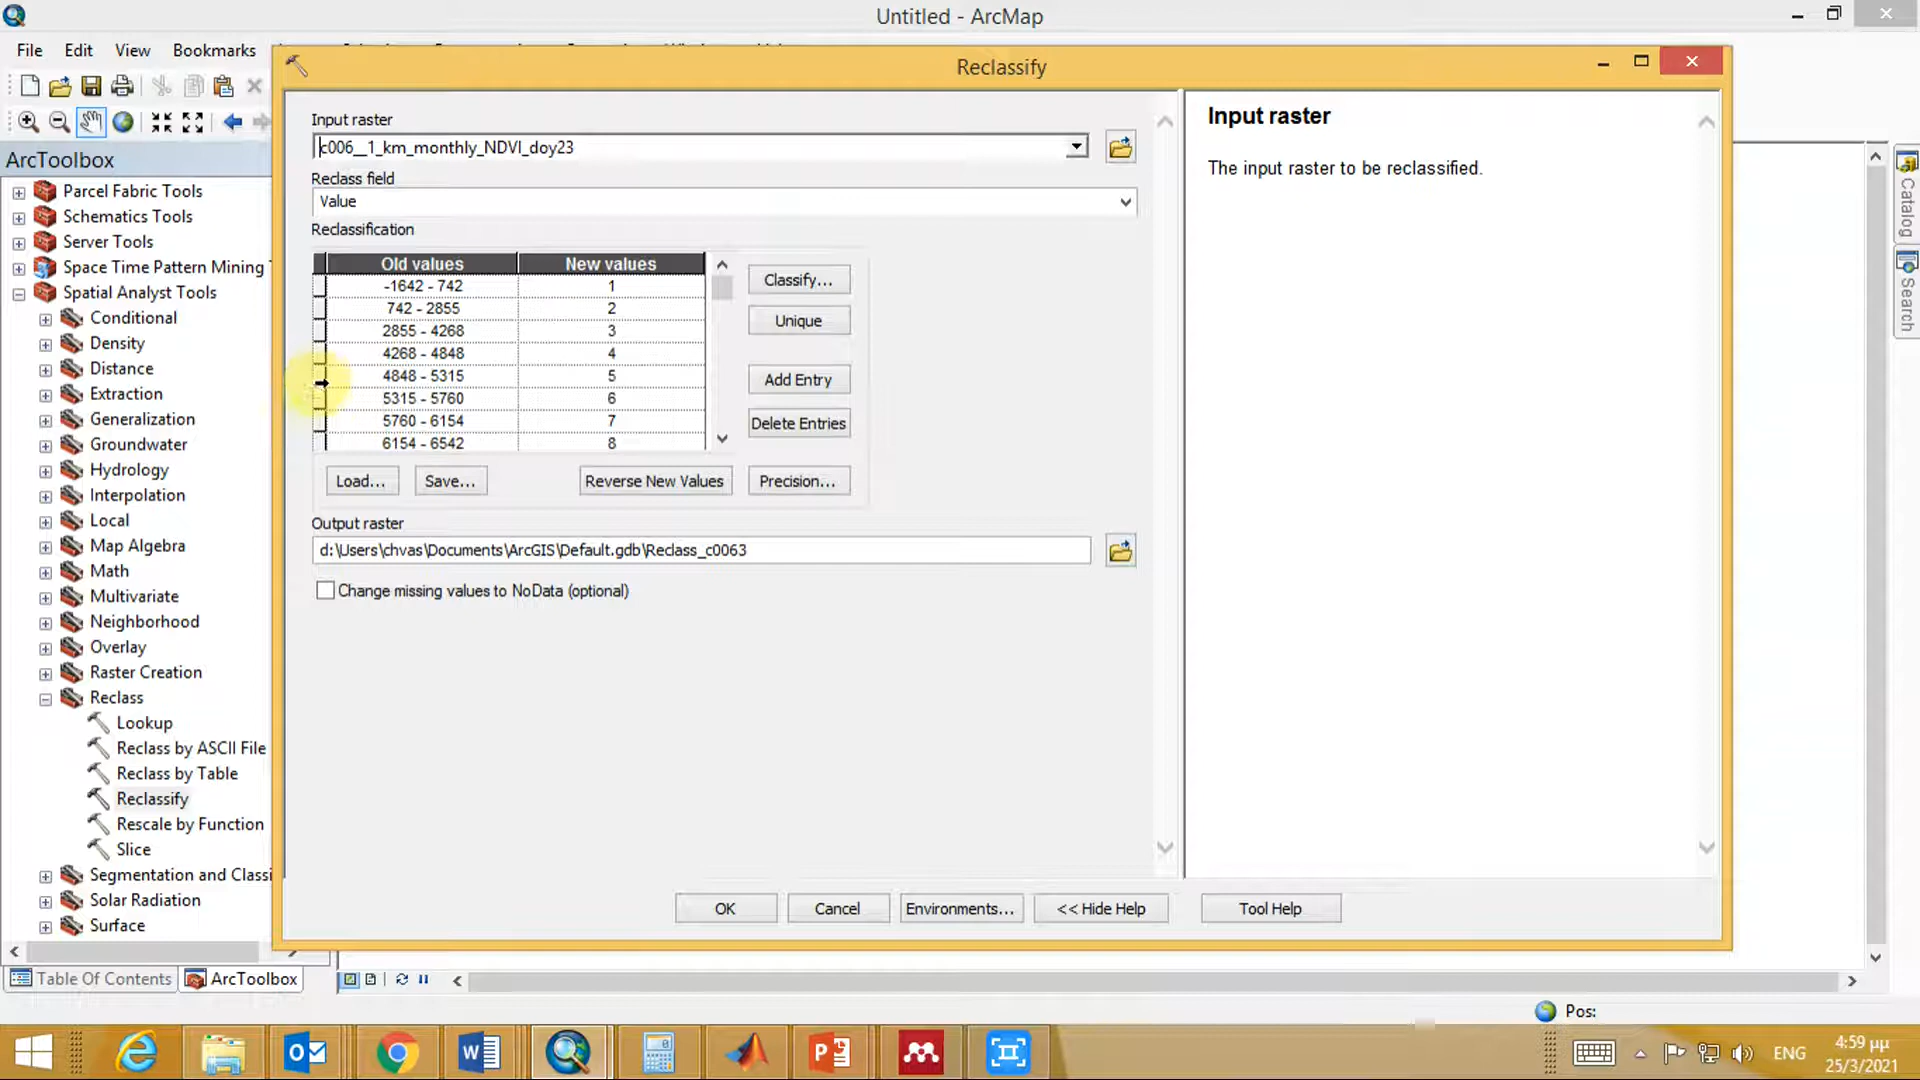 Untitled - ArcMap
File Edit View Bookmarks
Reclassify
ArcToolbox
Parcel Fabric Tools
Schematics Tools
Server Tools
Space Time Pattern Mining
Spatial Analyst Tools
Conditional
Density
Distance
Extraction
Generalization
Groundwater
Hydrology
Interpolation
Local
Map Algebra
Math
Multivariate
Neighborhood
Overlay
Raster Creation
Reclass
Lookup
Reclass by ASCII File
Reclass by Table
Reclassify
Rescale by Function
Slice
Segmentation and Classi
Solar Radiation
Surface
Table Of Contents
ArcToolbox
Input raster
c006__1_km_monthly_NDVI_doy23
Reclass field
Value
Reclassification
Old values New values
-1642 - 742 1
742 - 2855 2
2855 - 4268 3
4268 - 4848 4
4848 - 5315 5
5315 - 5760 6
5760 - 6154 7
6154 - 6542 8
Classify...
Unique
Add Entry
Delete Entries
Load... Save... Reverse New Values Precision...
Output raster
d:\Users\chvas\Documents\ArcGIS\Default.gdb\Reclass_c0063
Change missing values to NoData (optional)
OK Cancel Environments... << Hide Help Tool Help
Input raster
The input raster to be reclassified.
Catalog
Search
Pos:
ENG
4:59 μμ
25/3/2021